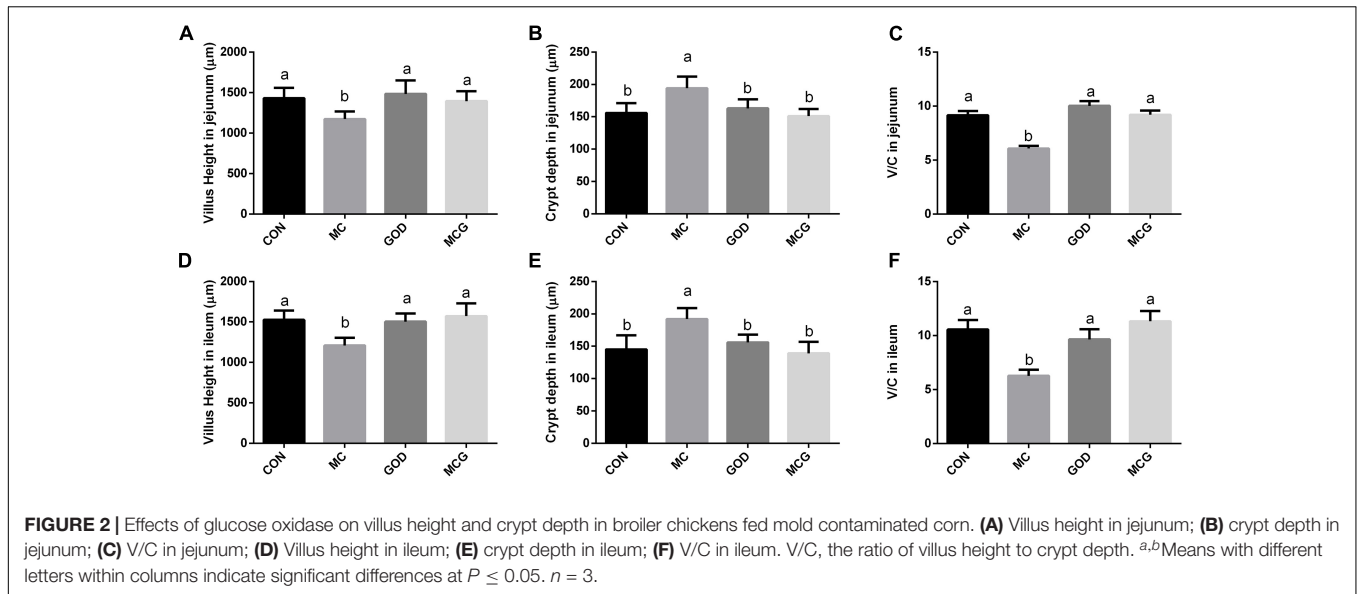 A
B
C
Villus Height in jejunum (μm)
2000
1500
1000
500
0
a
b
a
a
CON
MC
GOD
MCG
Crypt depth in jejunum (μm)
250
200
150
100
50
0
b
a
b
b
CON
MC
GOD
MCG
V/C in jejunum
15
10
5
0
a
b
a
a
CON
MC
GOD
MCG
D
E
F
Villus Height in ileum (μm)
2000
1500
1000
500
0
a
b
a
a
CON
MC
GOD
MCG
Crypt depth in ileum (μm)
250
200
150
100
50
0
b
a
b
b
CON
MC
GOD
MCG
V/C in ileum
15
10
5
0
a
b
a
a
CON
MC
GOD
MCG
FIGURE 2 | Effects of glucose oxidase on villus height and crypt depth in broiler chickens fed mold contaminated corn. (A) Villus height in jejunum; (B) crypt depth in
jejunum; (C) V/C in jejunum; (D) Villus height in ileum; (E) crypt depth in ileum; (F) V/C in ileum. V/C, the ratio of villus height to crypt depth. a,bMeans with different
letters within columns indicate significant differences at P ≤ 0.05. n = 3.